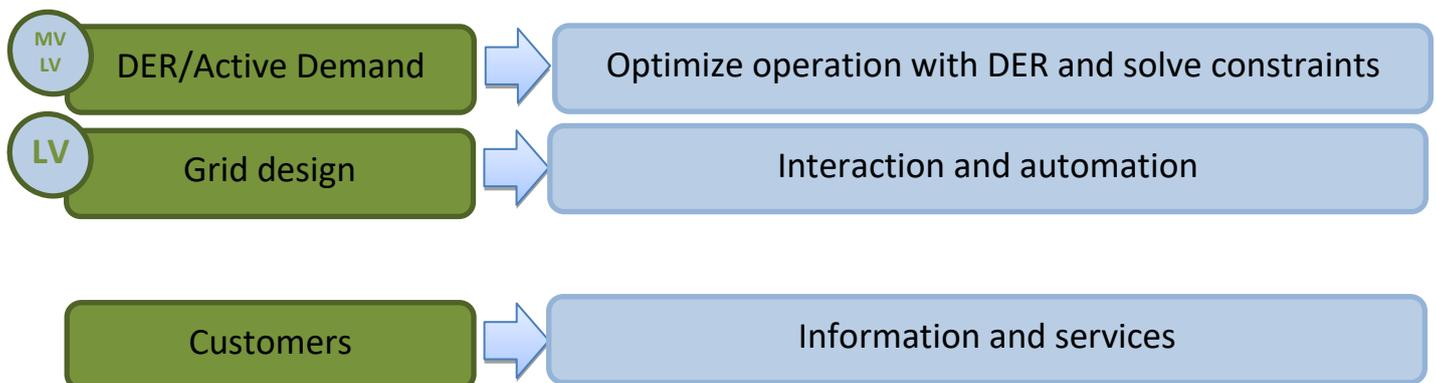 MV
LV
DER/Active Demand
Optimize operation with DER and solve constraints
LV
Grid design
Interaction and automation
Customers
Information and services